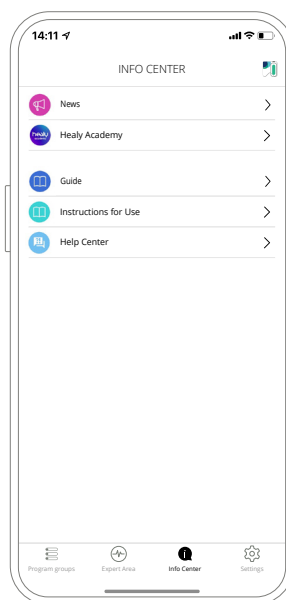 14:11
INFO CENTER
News
healy
academy
Healy Academy
Guide
Instructions for Use
Help Center
Program groups
Expert Area
Info Center
Settings